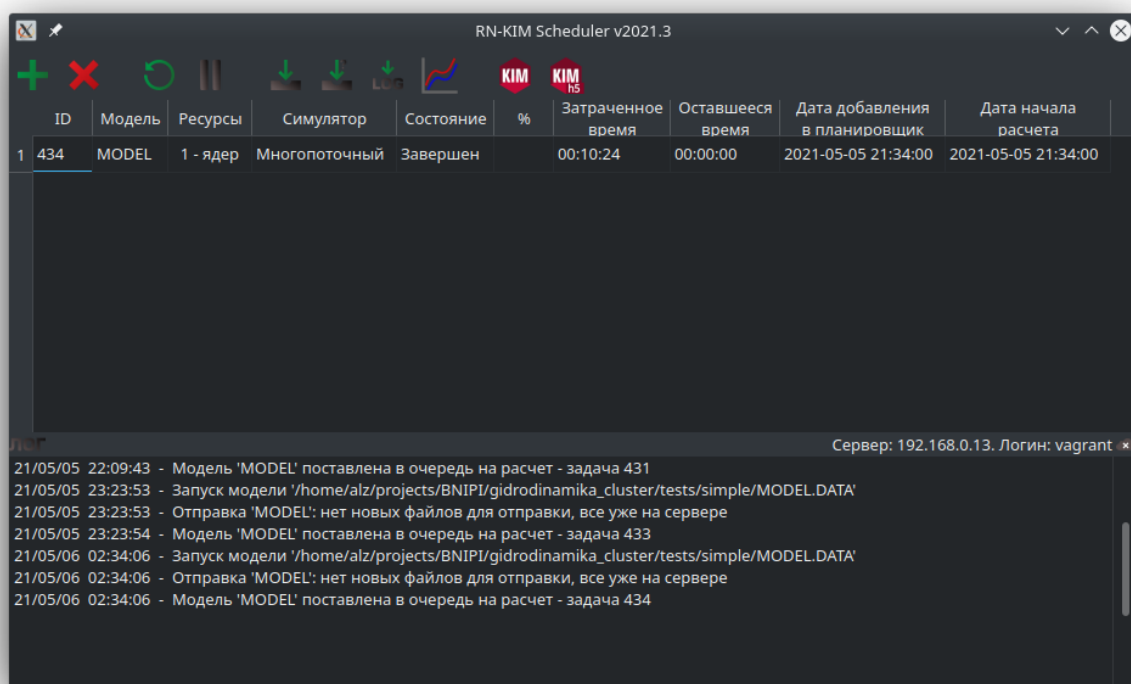 RN-KIM Scheduler v2021.3
LOG KIM KIM h5
ID Модель Ресурсы Симулятор Состояние % Затраченное время Оставшееся время Дата добавления в планировщик Дата начала расчета
1 434 MODEL 1 - ядер Многопоточный Завершен 00:10:24 00:00:00 2021-05-05 21:34:00 2021-05-05 21:34:00
Лог Сервер: 192.168.0.13. Логин: vagrant
21/05/05 22:09:43 - Модель 'MODEL' поставлена в очередь на расчет - задача 431
21/05/05 23:23:53 - Запуск модели '/home/alz/projects/BNIPI/gidrodinamika_cluster/tests/simple/MODEL.DATA'
21/05/05 23:23:53 - Отправка 'MODEL': нет новых файлов для отправки, все уже на сервере
21/05/05 23:23:54 - Модель 'MODEL' поставлена в очередь на расчет - задача 433
21/05/06 02:34:06 - Запуск модели '/home/alz/projects/BNIPI/gidrodinamika_cluster/tests/simple/MODEL.DATA'
21/05/06 02:34:06 - Отправка 'MODEL': нет новых файлов для отправки, все уже на сервере
21/05/06 02:34:06 - Модель 'MODEL' поставлена в очередь на расчет - задача 434